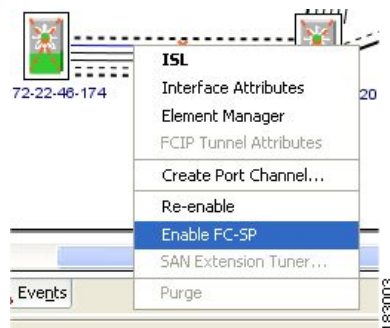 72-22-46-174
20
ISL
Interface Attributes
Element Manager
FCIP Tunnel Attributes
Create Port Channel...
Re-enable
Enable FC-SP
SAN Extension Tuner...
Purge
Events